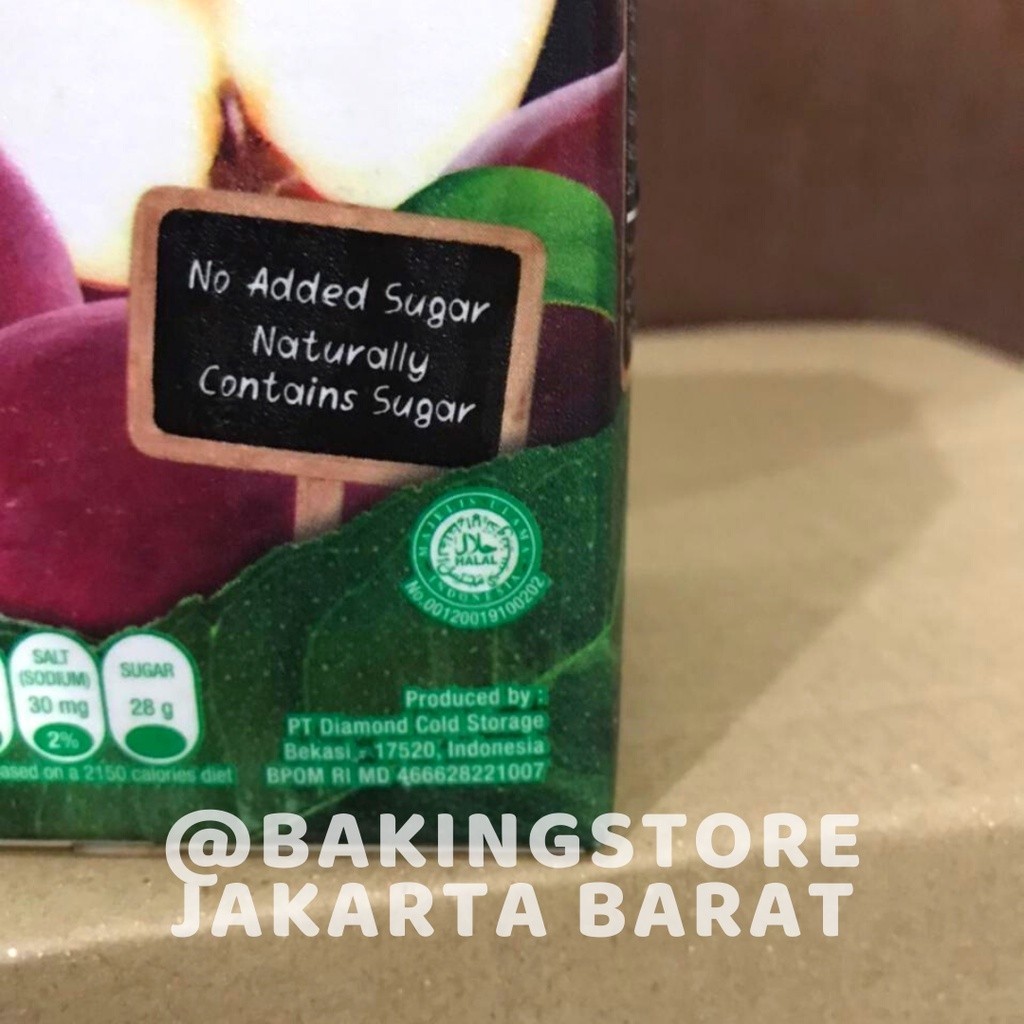 No Added Sugar
Naturally
Contains Sugar
MAJELIS ULAMA
INDONESIA
حلال
HALAL
No.00120019100202
SALT
(SODIUM)
30 mg
2%
SUGAR
28 g
based on a 2150 calories diet
Produced by :
PT Diamond Cold Storage
Bekasi - 17520, Indonesia
BPOM RI MD 466628221007
@BAKINGSTORE
JAKARTA BARAT